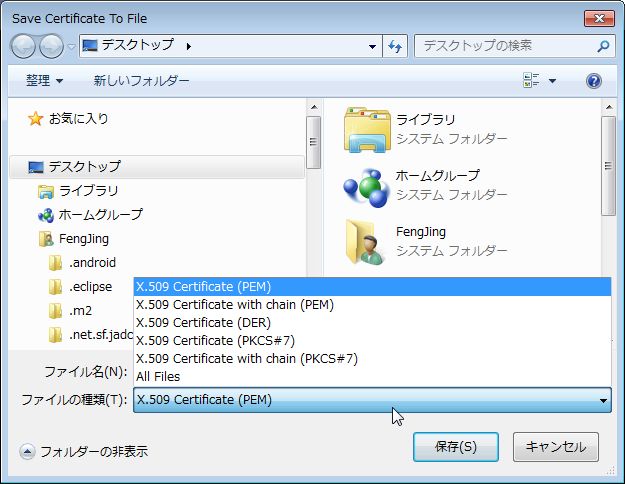 Save Certificate To File
デスクトップ
デスクトップの検索
整理
新しいフォルダー
お気に入り
デスクトップ
ライブラリ
ホームグループ
FengJing
.android
.eclipse
.m2
.net.sf.jadc
ライブラリ
システム フォルダー
ホームグループ
システム フォルダー
FengJing
システム フォルダー
X.509 Certificate (PEM)
X.509 Certificate with chain (PEM)
X.509 Certificate (DER)
X.509 Certificate (PKCS#7)
X.509 Certificate with chain (PKCS#7)
All Files
ファイル名(N):
ファイルの種類(T): X.509 Certificate (PEM)
フォルダーの非表示
保存(S)
キャンセル